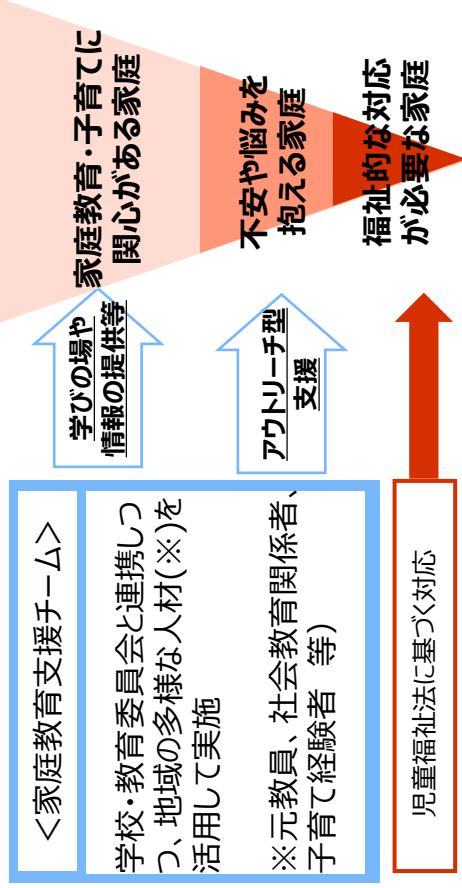 ＜家庭教育支援チーム＞
学校・教育委員会と連携しつ
つ、地域の多様な人材(※)を
活用して実施
※元教員、社会教育関係者、
子育て経験者　等）
学びの場や
情報の提供等
アウトリーチ型
支援
家庭教育・子育てに
関心がある家庭
不安や悩みを
抱える家庭
福祉的な対応
が必要な家庭
児童福祉法に基づく対応